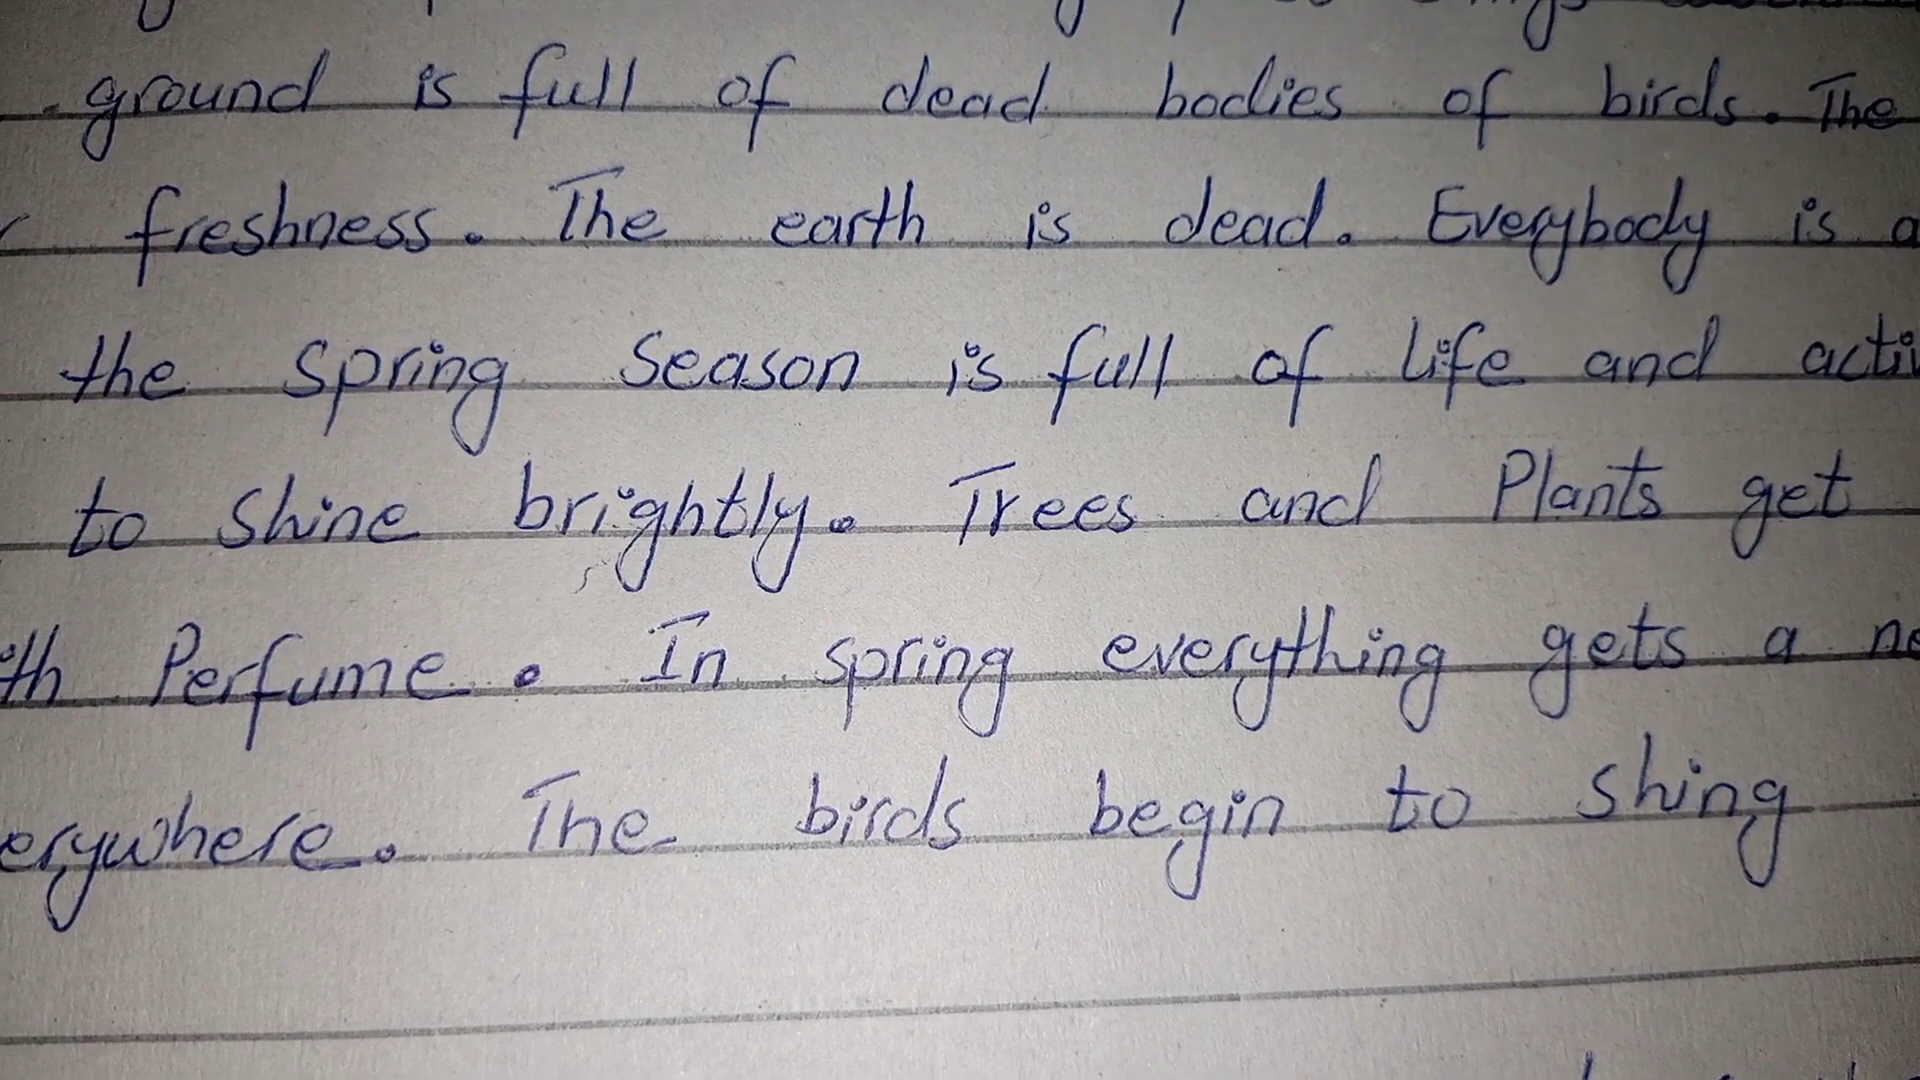 ground is full of dead bodies of birds. The
freshness. The earth is dead. Everybody is a
the spring season is full of life and activ
to shine brightly. Trees and Plants get
ith Perfume. In spring everything gets a ne
erywhere. The birds begin to shing